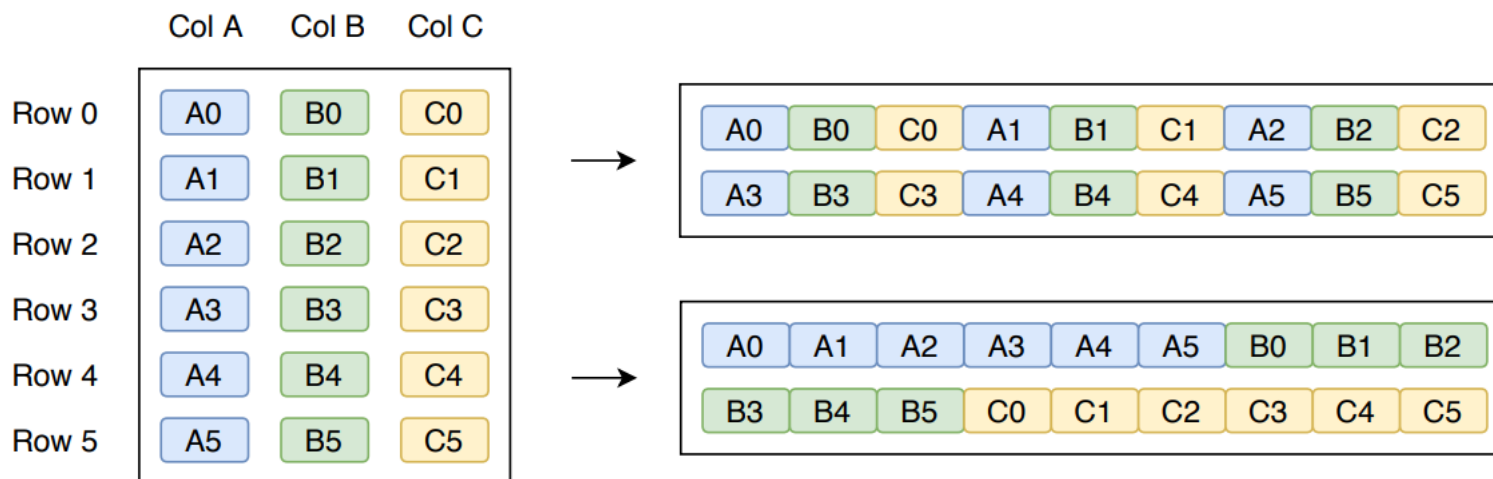 Col A Col B Col C
Row 0 A0 B0 C0
Row 1 A1 B1 C1
Row 2 A2 B2 C2
Row 3 A3 B3 C3
Row 4 A4 B4 C4
Row 5 A5 B5 C5
A0 B0 C0 A1 B1 C1 A2 B2 C2
A3 B3 C3 A4 B4 C4 A5 B5 C5
A0 A1 A2 A3 A4 A5 B0 B1 B2
B3 B4 B5 C0 C1 C2 C3 C4 C5